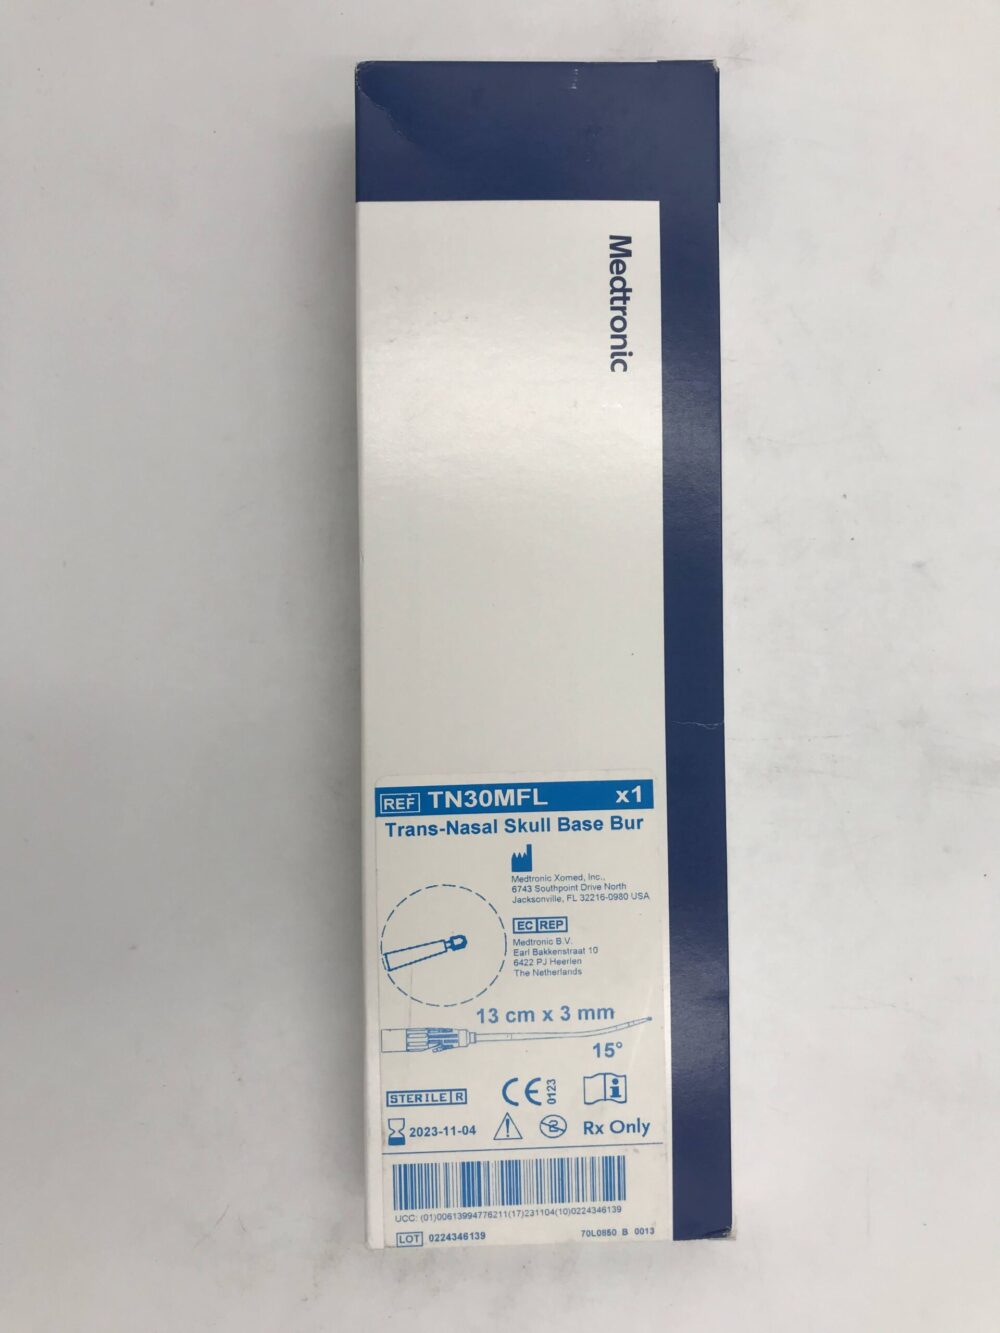 Medtronic
REF TN30MFL x1
Trans-Nasal Skull Base Bur
Medtronic Xomed, Inc.,
6743 Southpoint Drive North
Jacksonville, FL 32216-0980 USA
EC REP
Medtronic B.V.
Earl Bakkenstraat 10
6422 PJ Heerlen
The Netherlands
13 cm x 3 mm
15°
STERILE R
CE 0123
i
2023-11-04
2
Rx Only
UCC: (01)00613994776211(17)231104(10)0224346139
LOT 0224346139
70L0850 B 0013